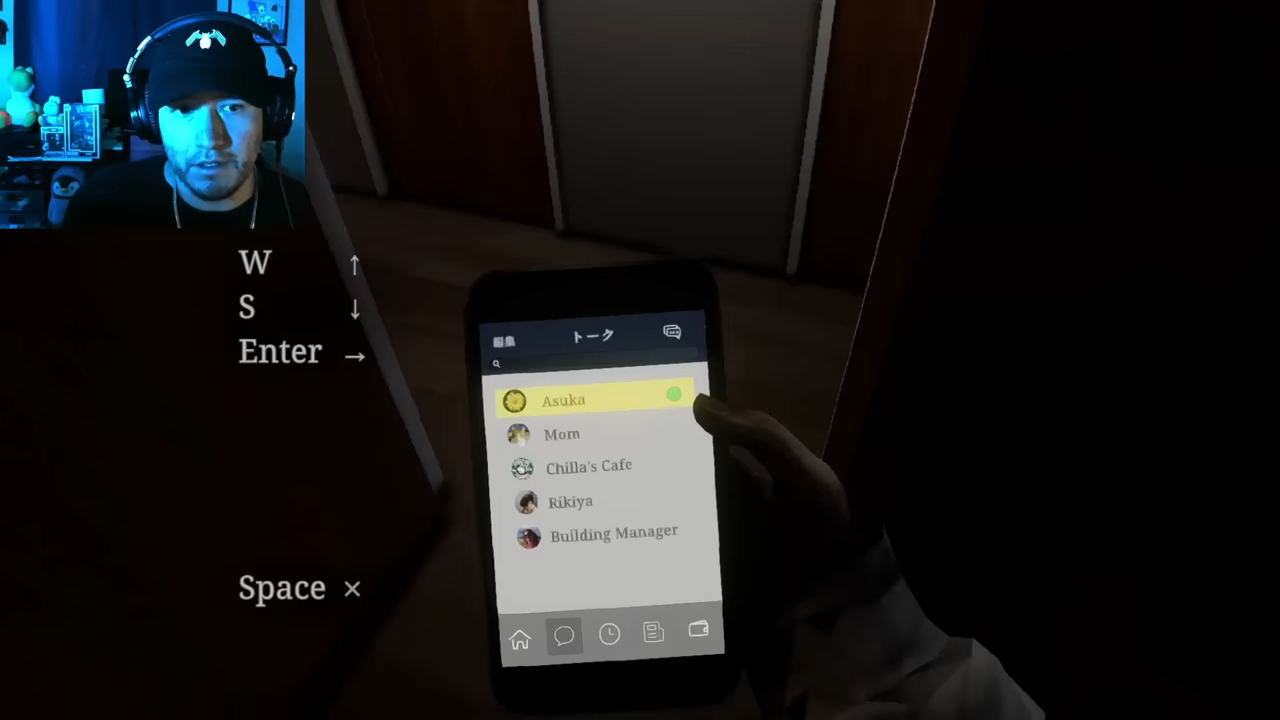 W ↑
S ↓
Enter →
Space ×
編集 トーク
Asuka
Mom
Chilla's Cafe
Rikiya
Building Manager